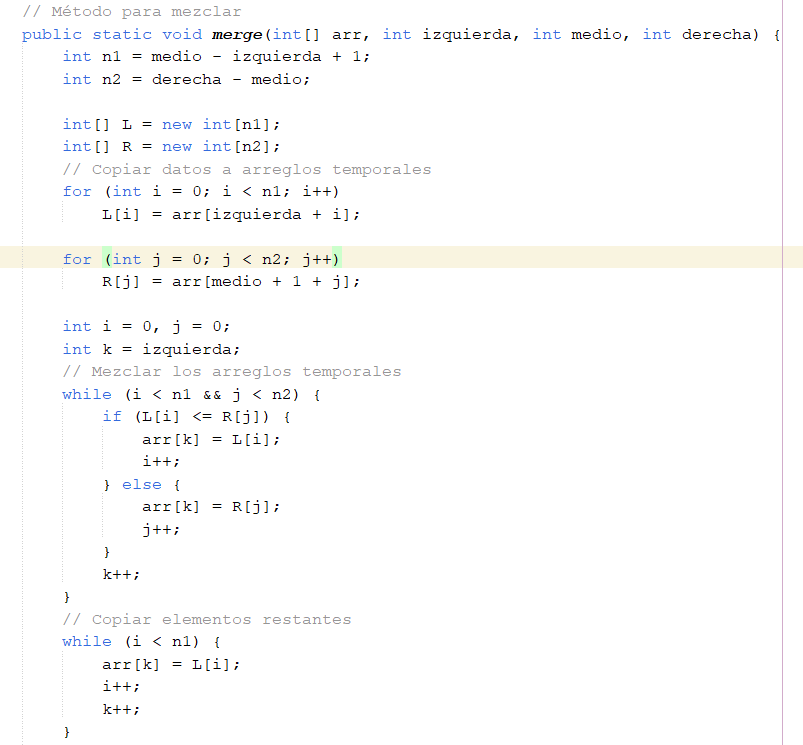 // Método para mezclar
public static void merge(int[] arr, int izquierda, int medio, int derecha) {
int n1 = medio - izquierda + 1;
int n2 = derecha - medio;
int[] L = new int[n1];
int[] R = new int[n2];
// Copiar datos a arreglos temporales
for (int i = 0; i < n1; i++)
L[i] = arr[izquierda + i];
for (int j = 0; j < n2; j++)
R[j] = arr[medio + 1 + j];
int i = 0, j = 0;
int k = izquierda;
// Mezclar los arreglos temporales
while (i < n1 && j < n2) {
if (L[i] <= R[j]) {
arr[k] = L[i];
i++;
} else {
arr[k] = R[j];
j++;
}
k++;
}
// Copiar elementos restantes
while (i < n1) {
arr[k] = L[i];
i++;
k++;
}